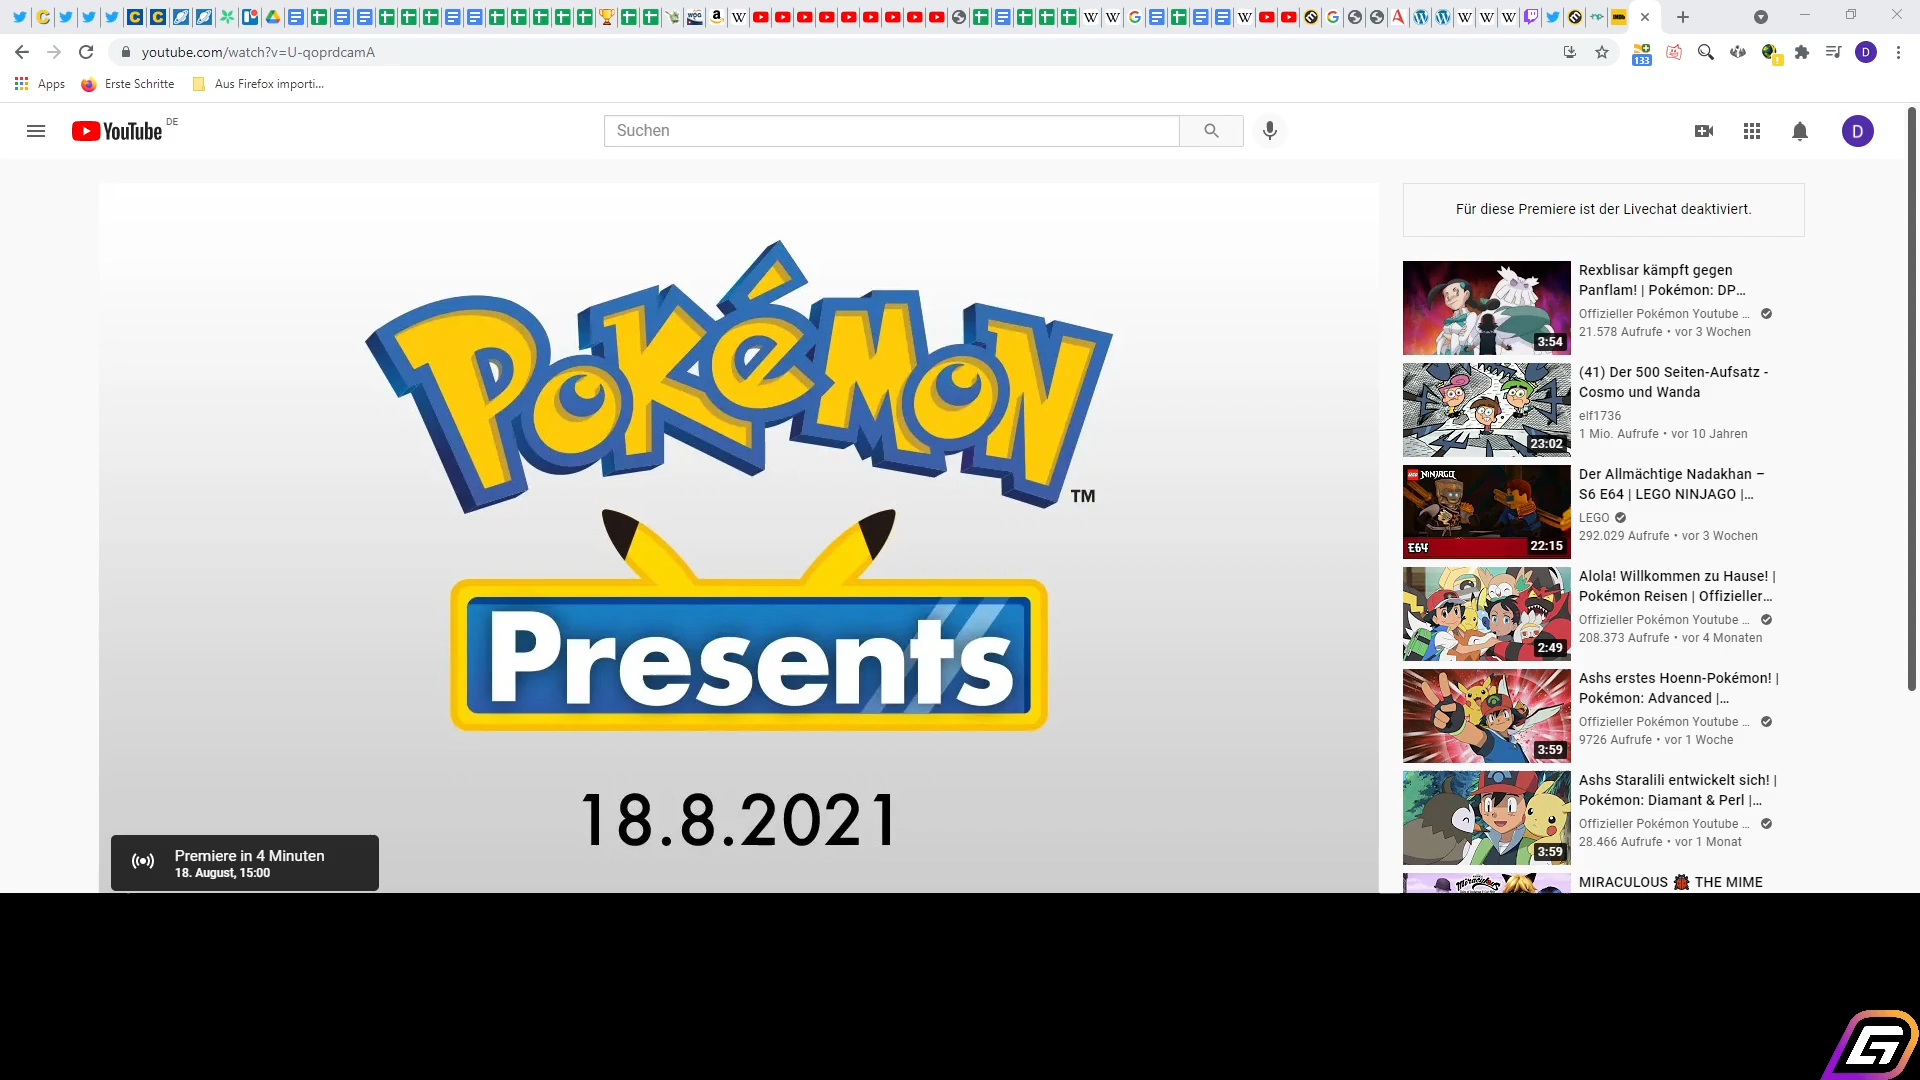 youtube.com/watch?v=U-qoprdcamA
133
D
Apps
Erste Schritte
Aus Firefox importi...
YouTube DE
Suchen
D
Für diese Premiere ist der Livechat deaktiviert.
POKéMON
TM
Presents
18.8.2021
Premiere in 4 Minuten
18. August, 15:00
Rexblisar kämpft gegen
Panflam! | Pokémon: DP...
Offizieller Pokémon Youtube ...
21.578 Aufrufe • vor 3 Wochen
3:54
(41) Der 500 Seiten-Aufsatz -
Cosmo und Wanda
elf1736
1 Mio. Aufrufe • vor 10 Jahren
23:02
Der Allmächtige Nadakhan –
S6 E64 | LEGO NINJAGO |...
LEGO
292.029 Aufrufe • vor 3 Wochen
NINJAGO
E64
22:15
Alola! Willkommen zu Hause! |
Pokémon Reisen | Offizieller...
Offizieller Pokémon Youtube ...
208.373 Aufrufe • vor 4 Monaten
2:49
Ashs erstes Hoenn-Pokémon! |
Pokémon: Advanced |...
Offizieller Pokémon Youtube ...
9726 Aufrufe • vor 1 Woche
3:59
Ashs Staralili entwickelt sich! |
Pokémon: Diamant & Perl |...
Offizieller Pokémon Youtube ...
28.466 Aufrufe • vor 1 Monat
3:59
Miraculous
MIRACULOUS 🐞 THE MIME